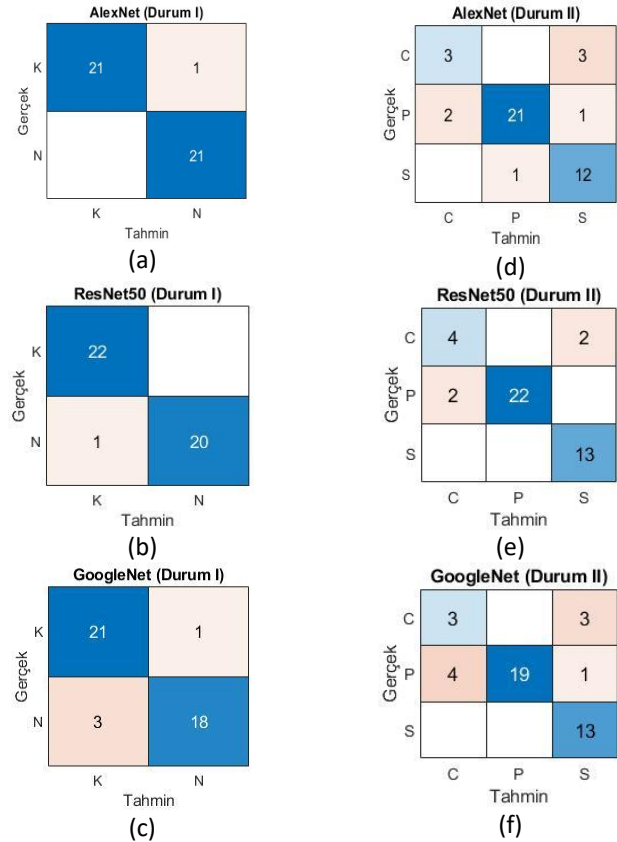 AlexNet (Durum I)
K
21
1
N
21
Gerçek
K
N
Tahmin
(a)
AlexNet (Durum II)
C
3
3
P
2
21
1
S
1
12
Gerçek
C
P
S
Tahmin
(d)
ResNet50 (Durum I)
K
22
N
1
20
Gerçek
K
N
Tahmin
(b)
ResNet50 (Durum II)
C
4
2
P
2
22
S
13
Gerçek
C
P
S
Tahmin
(e)
GoogleNet (Durum I)
K
21
1
N
3
18
Gerçek
K
N
Tahmin
(c)
GoogleNet (Durum II)
C
3
3
P
4
19
1
S
13
Gerçek
C
P
S
Tahmin
(f)